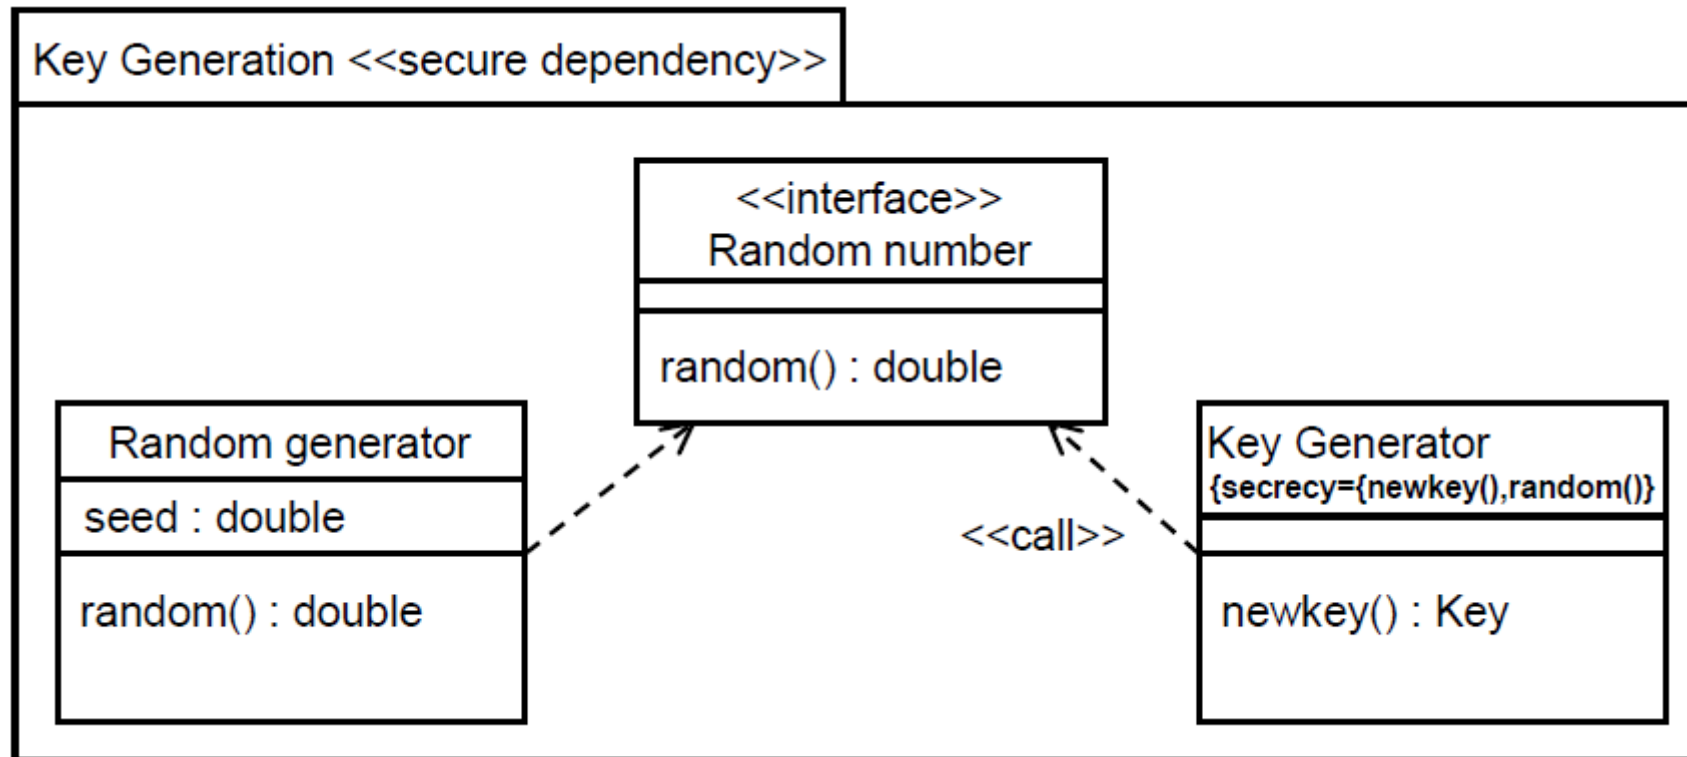 Key Generation <<secure dependency>>
<<interface>>
Random number
random() : double
Random generator
seed : double
random() : double
<<call>>
Key Generator
{secrecy={newkey(),random()}
newkey() : Key